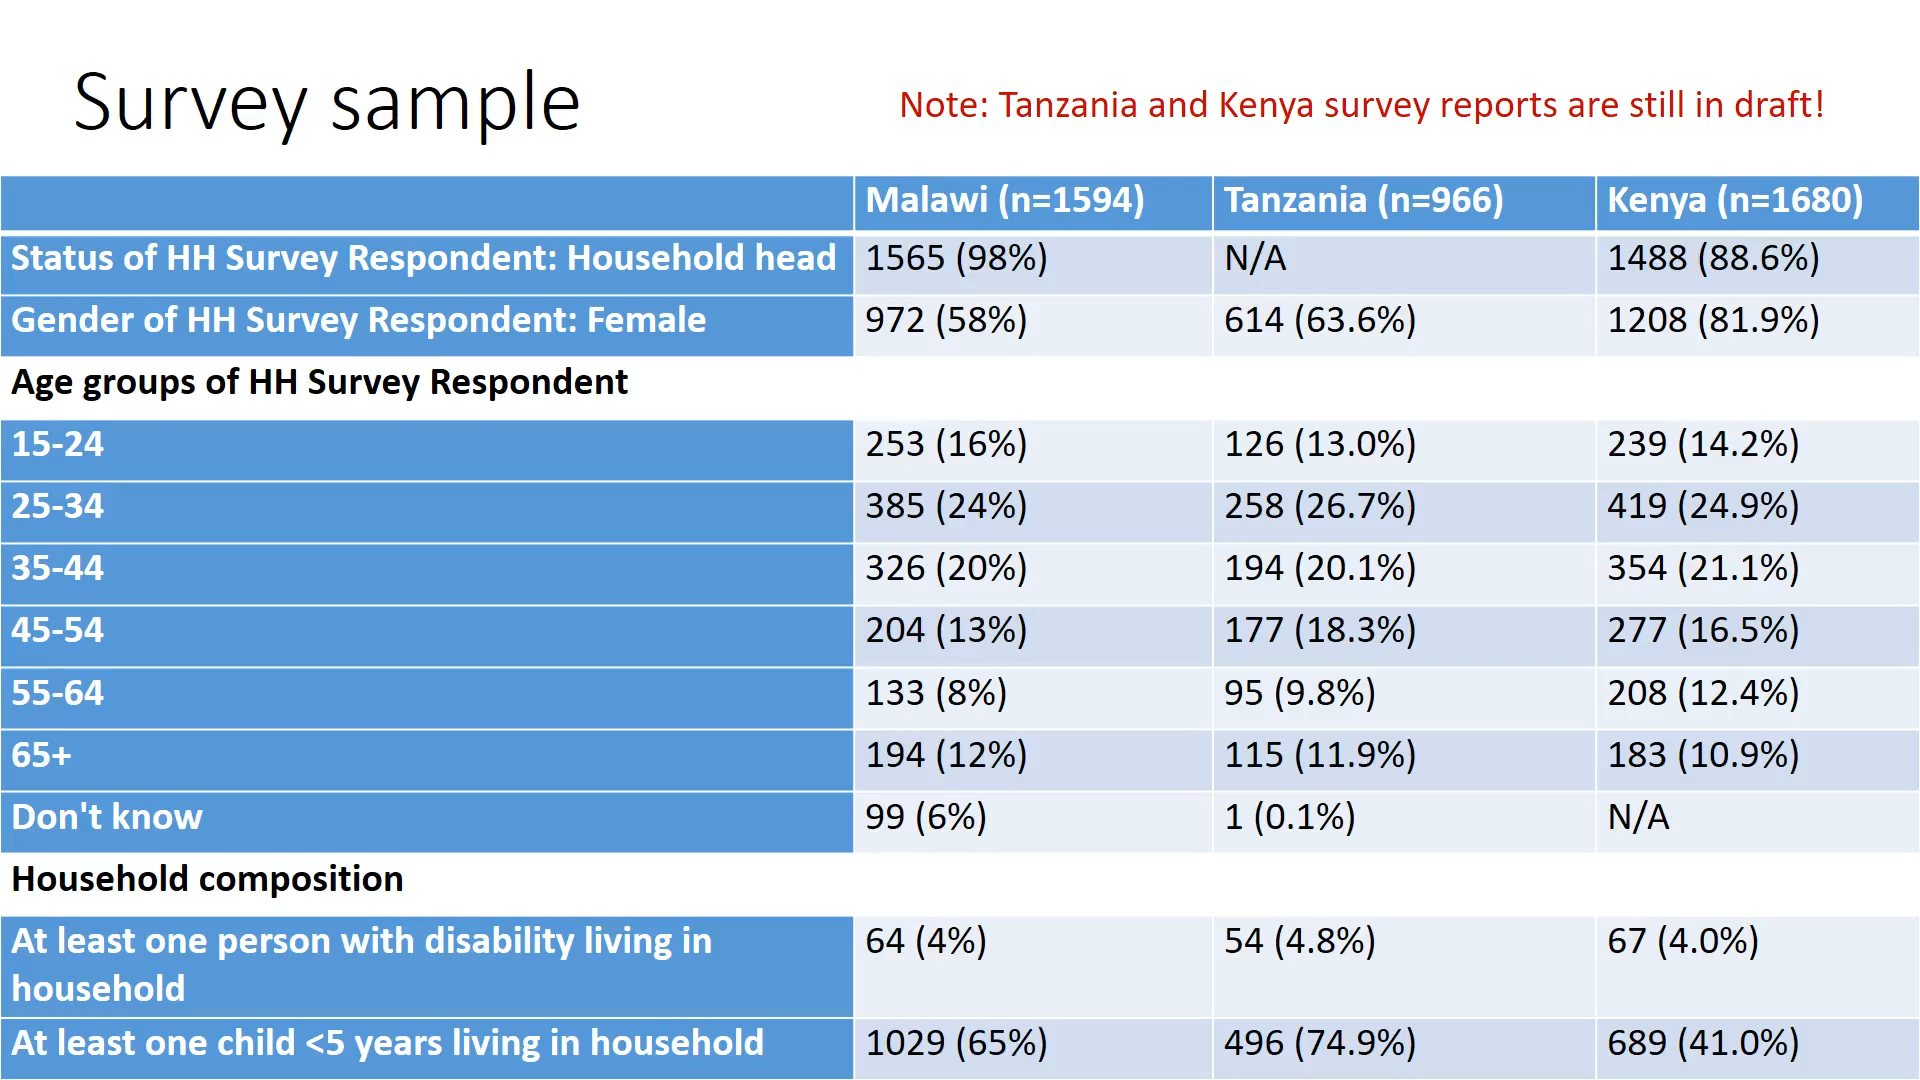 Survey sample
Note: Tanzania and Kenya survey reports are still in draft!
Malawi (n=1594) Tanzania (n=966) Kenya (n=1680)
Status of HH Survey Respondent: Household head 1565 (98%) N/A 1488 (88.6%)
Gender of HH Survey Respondent: Female 972 (58%) 614 (63.6%) 1208 (81.9%)
Age groups of HH Survey Respondent
15-24 253 (16%) 126 (13.0%) 239 (14.2%)
25-34 385 (24%) 258 (26.7%) 419 (24.9%)
35-44 326 (20%) 194 (20.1%) 354 (21.1%)
45-54 204 (13%) 177 (18.3%) 277 (16.5%)
55-64 133 (8%) 95 (9.8%) 208 (12.4%)
65+ 194 (12%) 115 (11.9%) 183 (10.9%)
Don't know 99 (6%) 1 (0.1%) N/A
Household composition
At least one person with disability living in 64 (4%) 54 (4.8%) 67 (4.0%)
household
At least one child <5 years living in household 1029 (65%) 496 (74.9%) 689 (41.0%)